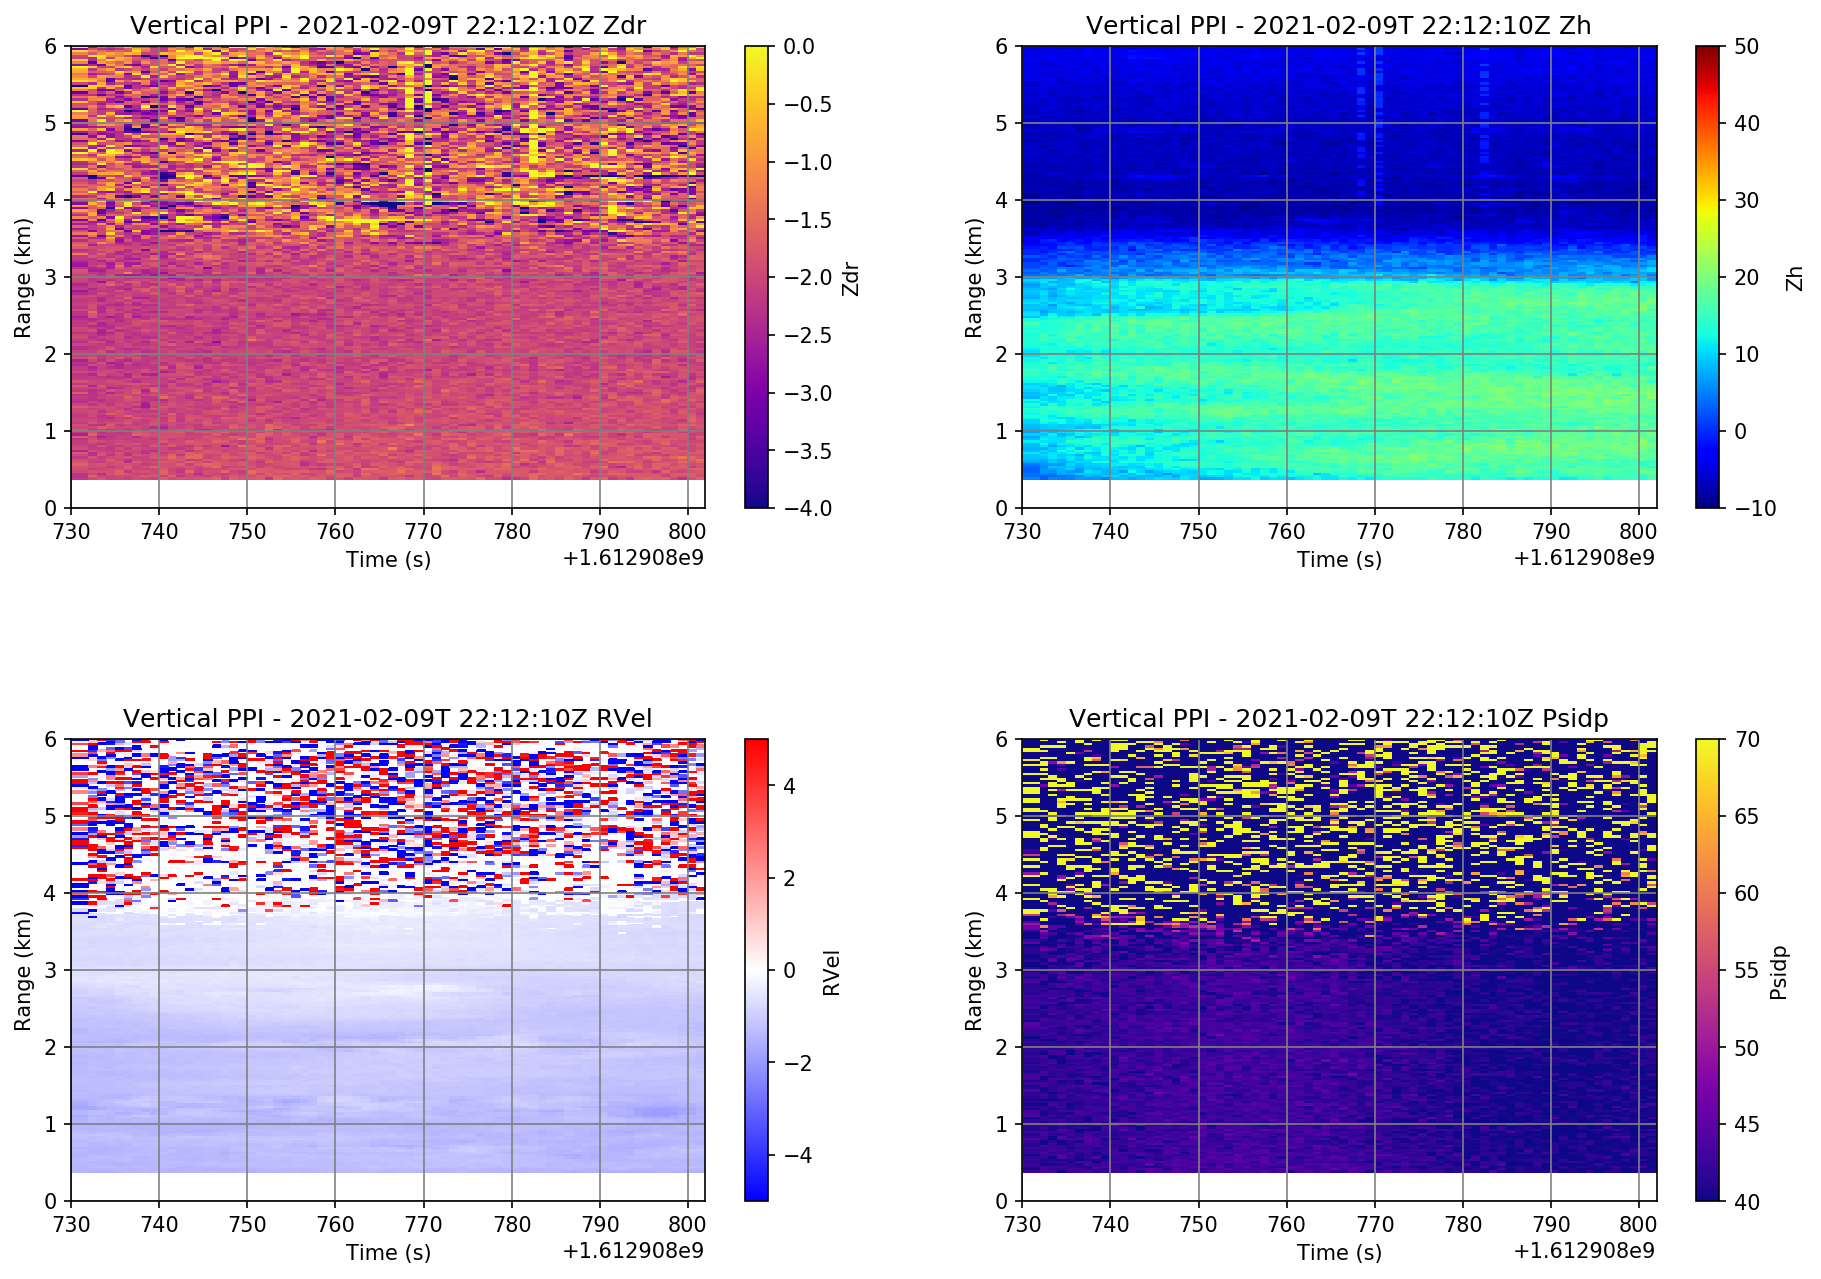 Vertical PPI - 2021-02-09T 22:12:10Z Zdr
6
5
4
3
2
1
0
Range (km)
730 740 750 760 770 780 790 800
Time (s)
+1.612908e9
0.0
−0.5
−1.0
−1.5
−2.0
−2.5
−3.0
−3.5
−4.0
Zdr
Vertical PPI - 2021-02-09T 22:12:10Z Zh
6
5
4
3
2
1
0
Range (km)
730 740 750 760 770 780 790 800
Time (s)
+1.612908e9
50
40
30
20
10
0
−10
Zh
Vertical PPI - 2021-02-09T 22:12:10Z RVel
6
5
4
3
2
1
0
Range (km)
730 740 750 760 770 780 790 800
Time (s)
+1.612908e9
4
2
0
−2
−4
RVel
Vertical PPI - 2021-02-09T 22:12:10Z Psidp
6
5
4
3
2
1
0
Range (km)
730 740 750 760 770 780 790 800
Time (s)
+1.612908e9
70
65
60
55
50
45
40
Psidp